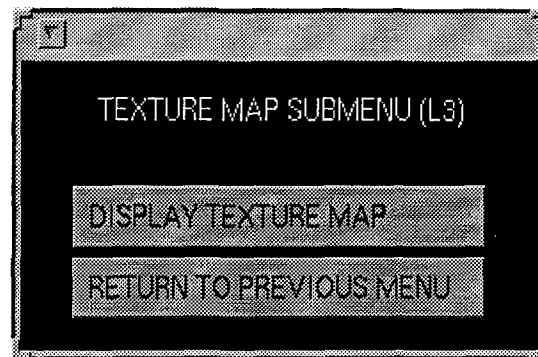 TEXTURE MAP SUBMENU (L3)
DISPLAY TEXTURE MAP
RETURN TO PREVIOUS MENU